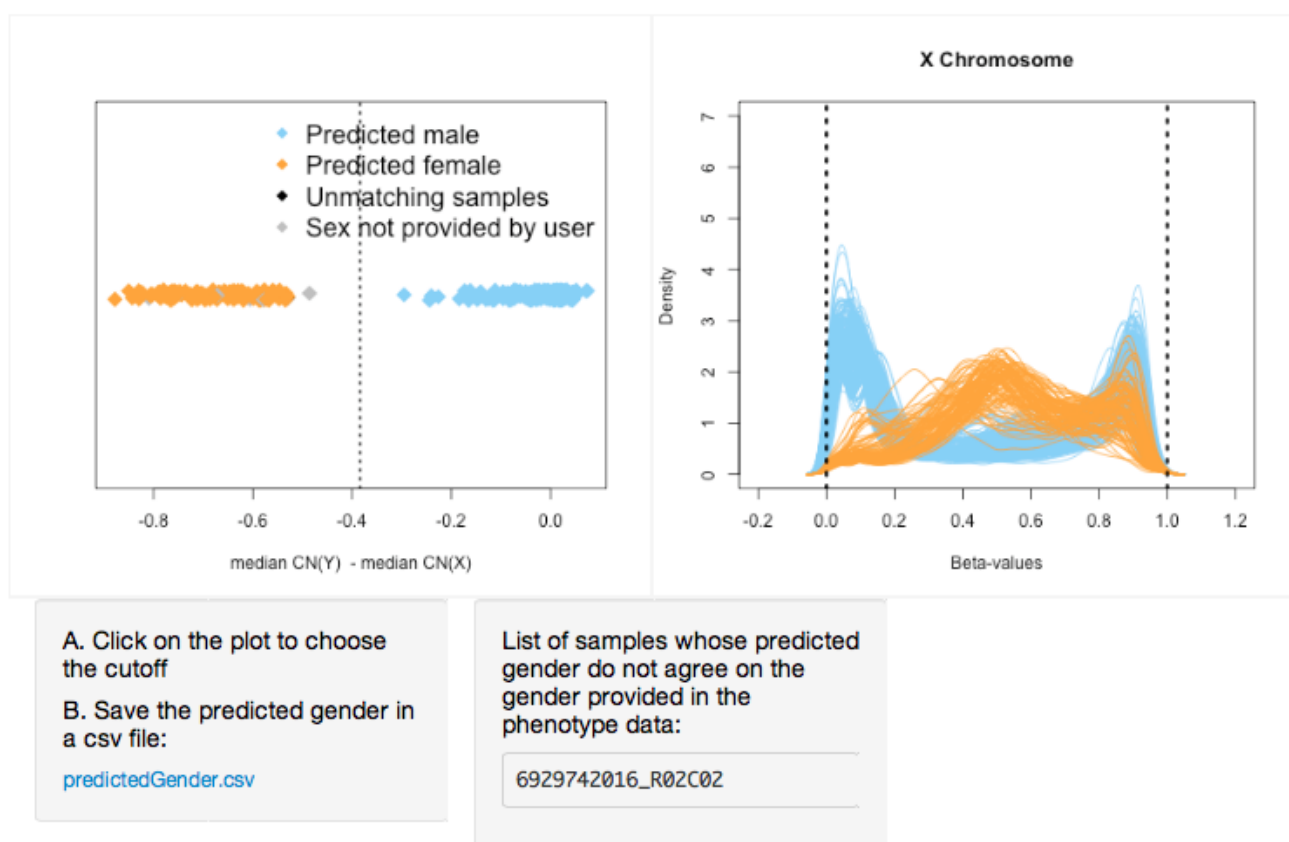 Predicted male
Predicted female
Unmatching samples
Sex not provided by user
-0.8 -0.6 -0.4 -0.2 0.0
median CN(Y) - median CN(X)
X Chromosome
7
6
5
4
3
2
1
0
Density
-0.2 0.0 0.2 0.4 0.6 0.8 1.0 1.2
Beta-values
A. Click on the plot to choose
the cutoff
B. Save the predicted gender in
a csv file:
predictedGender.csv
List of samples whose predicted
gender do not agree on the
gender provided in the
phenotype data:
6929742016_R02C02